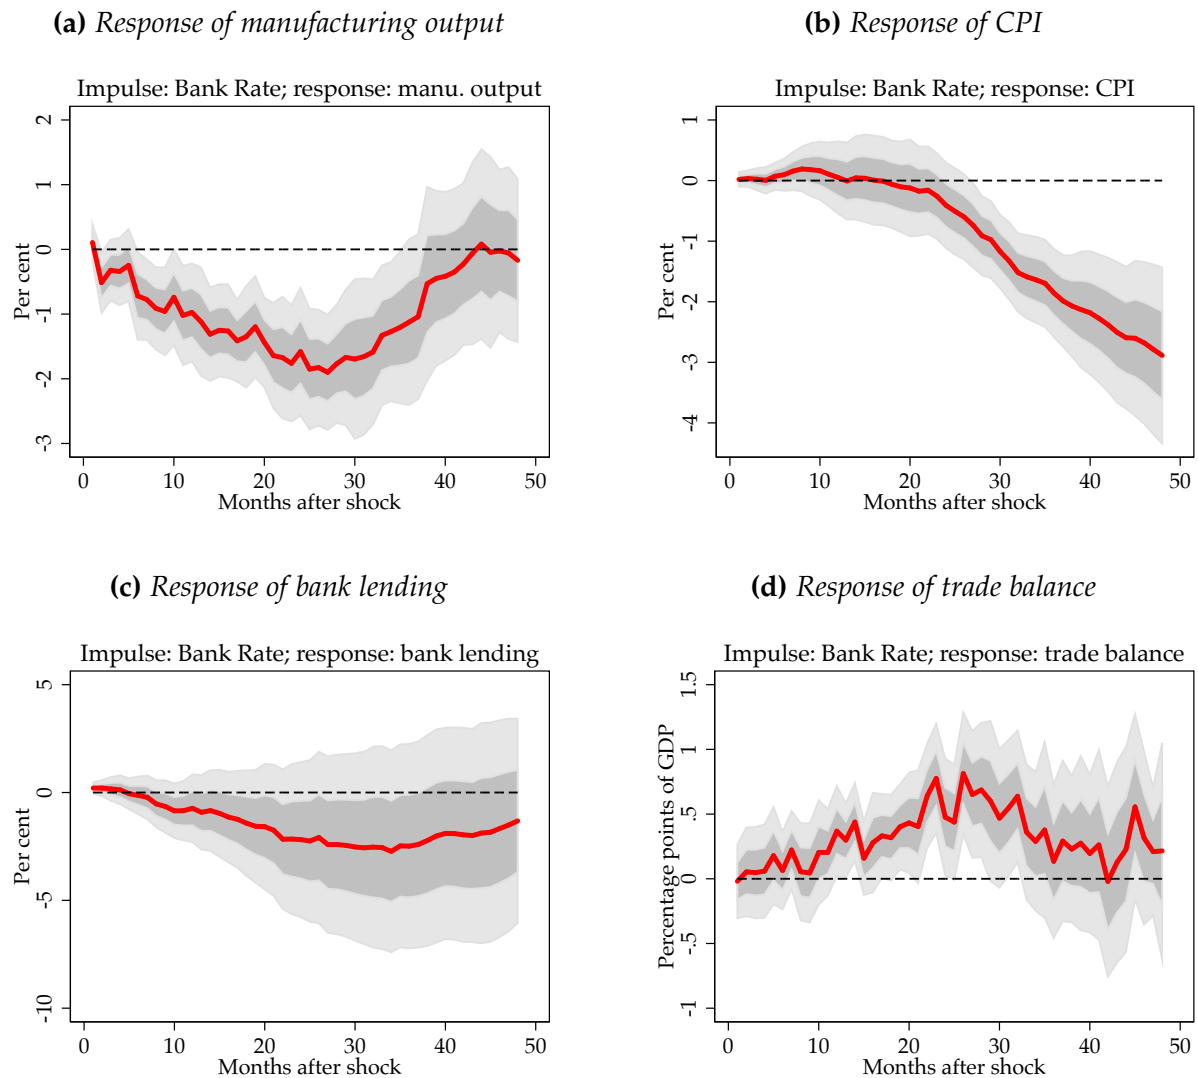 (a) Response of manufacturing output
Impulse: Bank Rate; response: manu. output
Per cent
2
1
0
-1
-2
-3
0 10 20 30 40 50
Months after shock
(b) Response of CPI
Impulse: Bank Rate; response: CPI
Per cent
1
0
-1
-2
-3
-4
0 10 20 30 40 50
Months after shock
(c) Response of bank lending
Impulse: Bank Rate; response: bank lending
Per cent
5
0
-5
-10
0 10 20 30 40 50
Months after shock
(d) Response of trade balance
Impulse: Bank Rate; response: trade balance
Percentage points of GDP
1.5
1
.5
0
-.5
-1
0 10 20 30 40 50
Months after shock